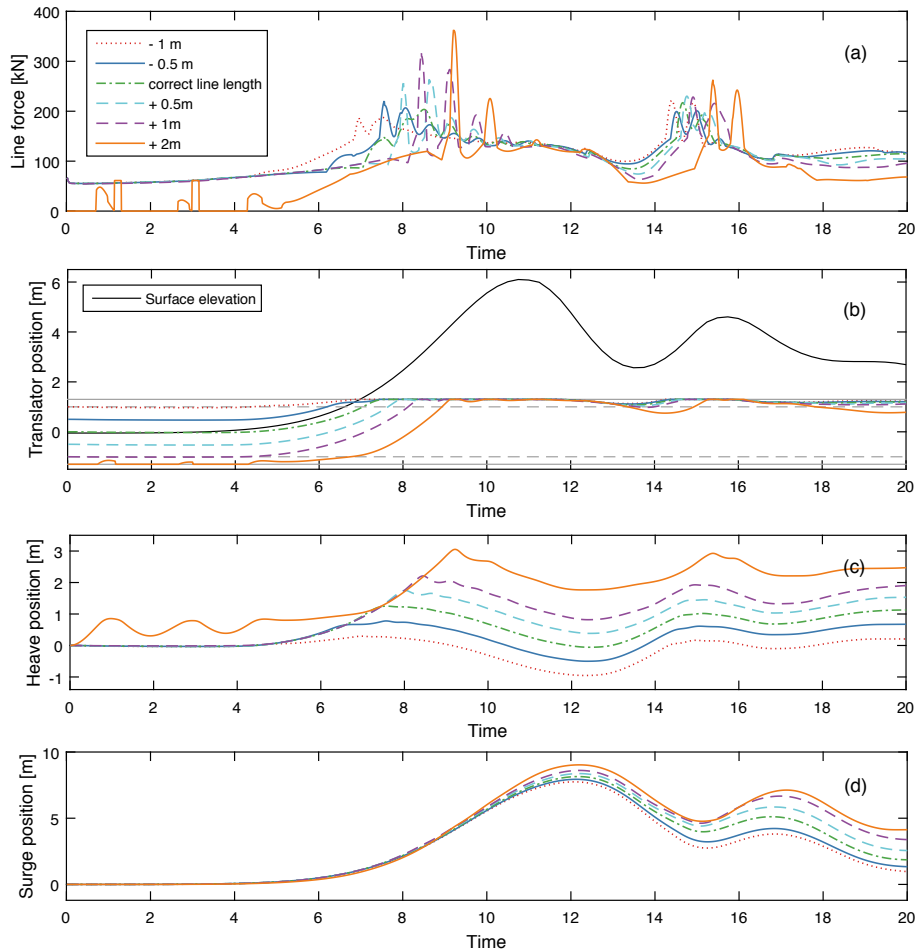 (a)
Line force [kN]
400
300
200
100
0
- 1 m
- 0.5 m
correct line length
+ 0.5m
+ 1m
+ 2m
0 2 4 6 8 10 12 14 16 18 20
Time
(b)
Translator position [m]
6
4
2
0
Surface elevation
0 2 4 6 8 10 12 14 16 18 20
Time
(c)
Heave position [m]
3
2
1
0
-1
0 2 4 6 8 10 12 14 16 18 20
Time
(d)
Surge position [m]
10
5
0
0 2 4 6 8 10 12 14 16 18 20
Time